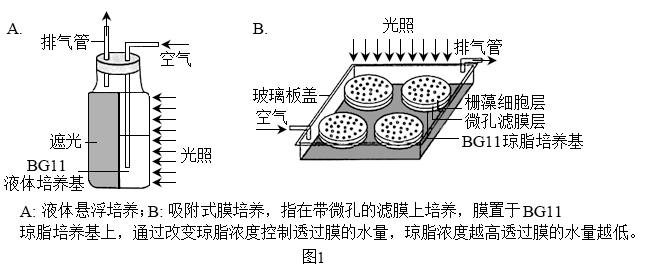 A.
排气管
空气
遮光
光照
BG11
液体培养基
B.
光照
排气管
玻璃板盖
空气
栅藻细胞层
微孔滤膜层
BG11琼脂培养基
A: 液体悬浮培养；B: 吸附式膜培养，指在带微孔的滤膜上培养，膜置于BG11
琼脂培养基上，通过改变琼脂浓度控制透过膜的水量，琼脂浓度越高透过膜的水量越低。
图1